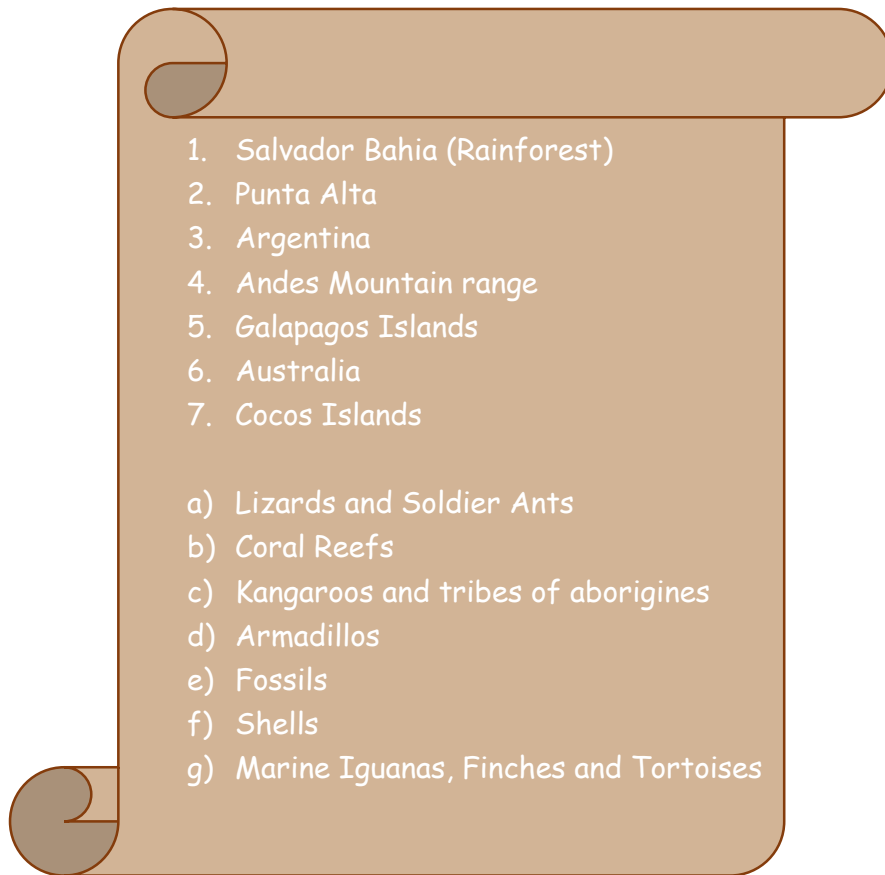 1. Salvador Bahia (Rainforest)
2. Punta Alta
3. Argentina
4. Andes Mountain range
5. Galapagos Islands
6. Australia
7. Cocos Islands
a) Lizards and Soldier Ants
b) Coral Reefs
c) Kangaroos and tribes of aborigines
d) Armadillos
e) Fossils
f) Shells
g) Marine Iguanas, Finches and Tortoises